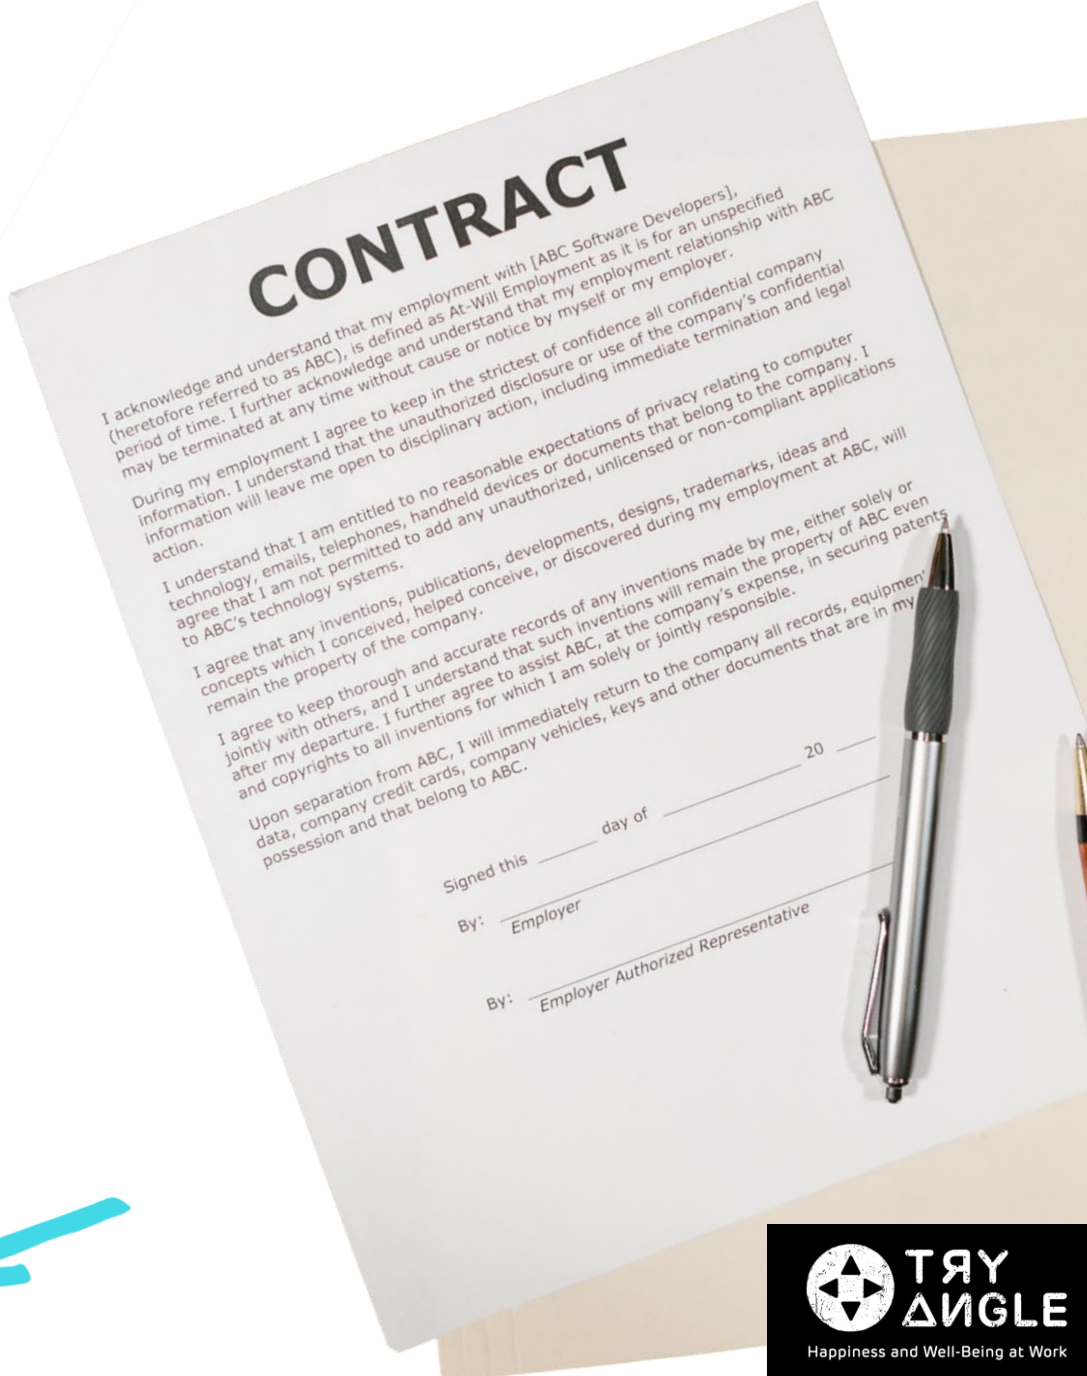 CONTRACT
I acknowledge and understand that my employment with [ABC Software Developers],
(heretofore referred to as ABC), is defined as At-Will Employment as it is for an unspecified
period of time. I further acknowledge and understand that my employment relationship with ABC
may be terminated at any time without cause or notice by myself or my employer.
During my employment I agree to keep in the strictest of confidence all confidential company
information. I understand that the unauthorized disclosure or use of the company's confidential
information will leave me open to disciplinary action, including immediate termination and legal
action.
I understand that I am entitled to no reasonable expectations of privacy relating to computer
technology, emails, telephones, handheld devices or documents that belong to the company. I
agree that I am not permitted to add any unauthorized, unlicensed or non-compliant applications
to ABC's technology systems.
I agree that any inventions, publications, developments, designs, trademarks, ideas and
concepts which I conceived, helped conceive, or discovered during my employment at ABC, will
remain the property of the company.
I agree to keep thorough and accurate records of any inventions made by me, either solely or
jointly with others, and I understand that such inventions will remain the property of ABC even
after my departure. I further agree to assist ABC, at the company's expense, in securing patents
and copyrights to all inventions for which I am solely or jointly responsible.
Upon separation from ABC, I will immediately return to the company all records, equipment
data, company credit cards, company vehicles, keys and other documents that are in my
possession and that belong to ABC.
Signed this ______ day of ______________ 20 ____
By:
Employer
By:
Employer Authorized Representative
TЯY
ΔИGLE
Happiness and Well-Being at Work